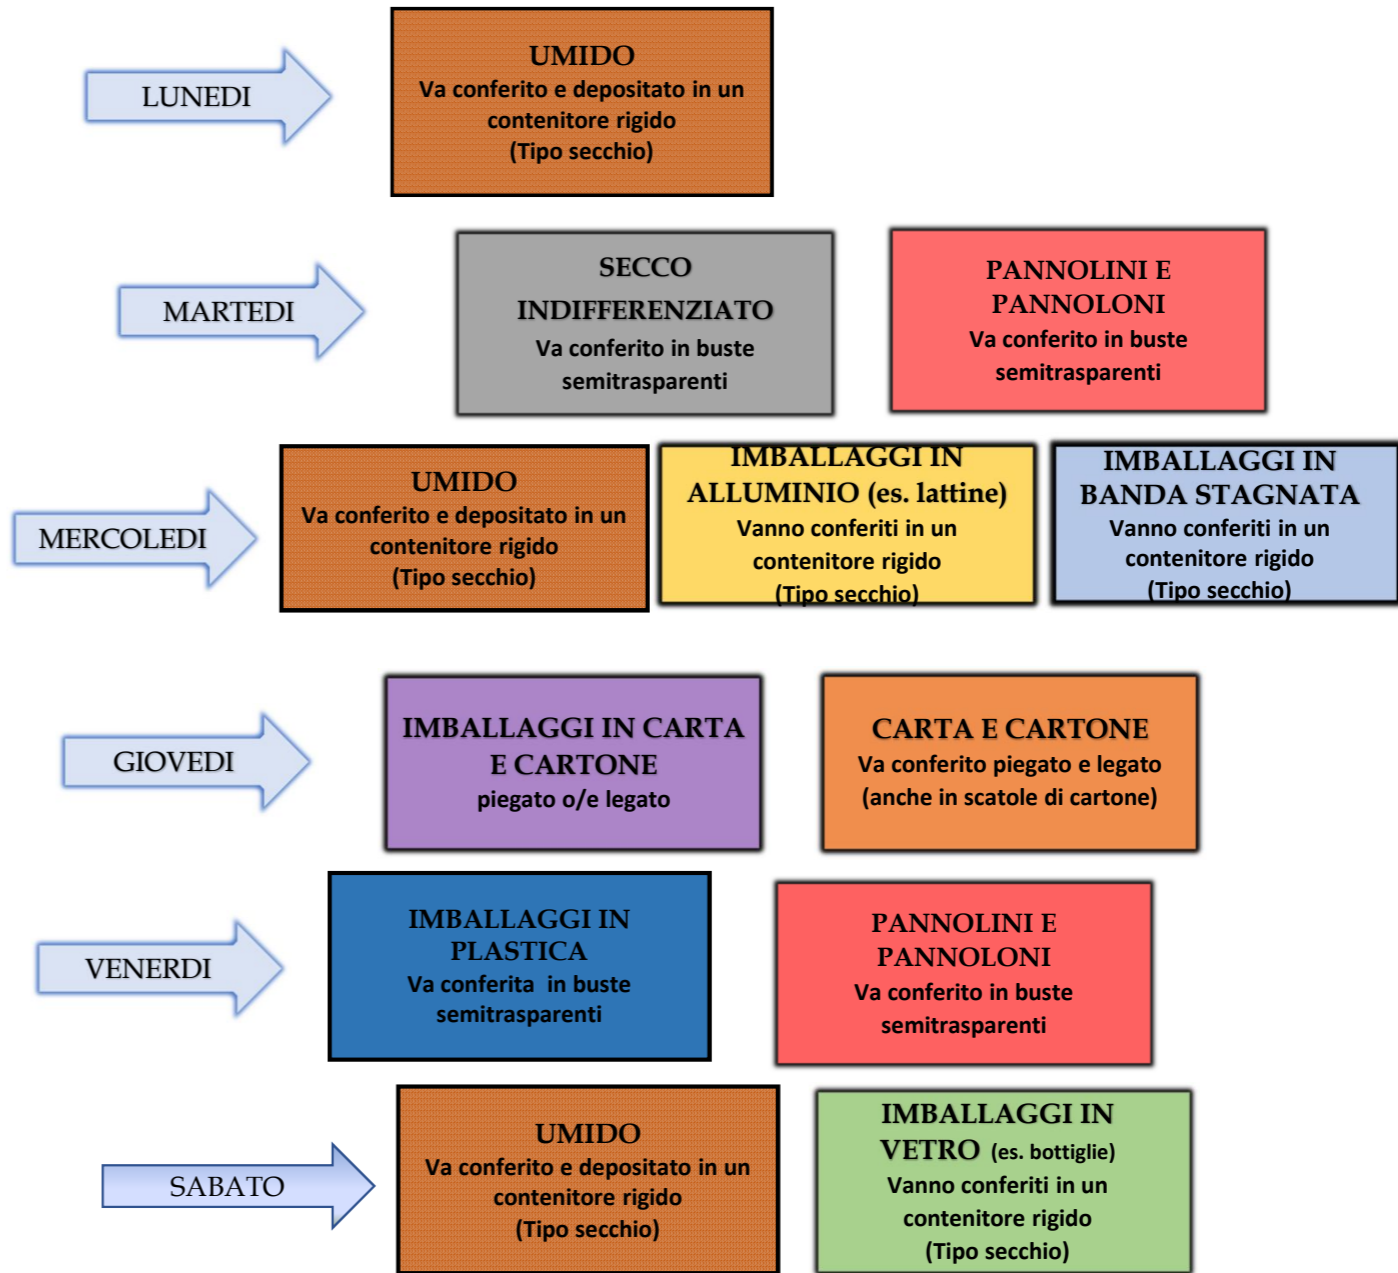 LUNEDI
UMIDO
Va conferito e depositato in un
contenitore rigido
(Tipo secchio)
MARTEDI
SECCO
INDIFFERENZIATO
Va conferito in buste
semitrasparenti
PANNOLINI E
PANNOLONI
Va conferito in buste
semitrasparenti
MERCOLEDI
UMIDO
Va conferito e depositato in un
contenitore rigido
(Tipo secchio)
IMBALLAGGI IN
ALLUMINIO (es. lattine)
Vanno conferiti in un
contenitore rigido
(Tipo secchio)
IMBALLAGGI IN
BANDA STAGNATA
Vanno conferiti in un
contenitore rigido
(Tipo secchio)
GIOVEDI
IMBALLAGGI IN CARTA
E CARTONE
piegato o/e legato
CARTA E CARTONE
Va conferito piegato e legato
(anche in scatole di cartone)
VENERDI
IMBALLAGGI IN
PLASTICA
Va conferita in buste
semitrasparenti
PANNOLINI E
PANNOLONI
Va conferito in buste
semitrasparenti
SABATO
UMIDO
Va conferito e depositato in un
contenitore rigido
(Tipo secchio)
IMBALLAGGI IN
VETRO (es. bottiglie)
Vanno conferiti in un
contenitore rigido
(Tipo secchio)